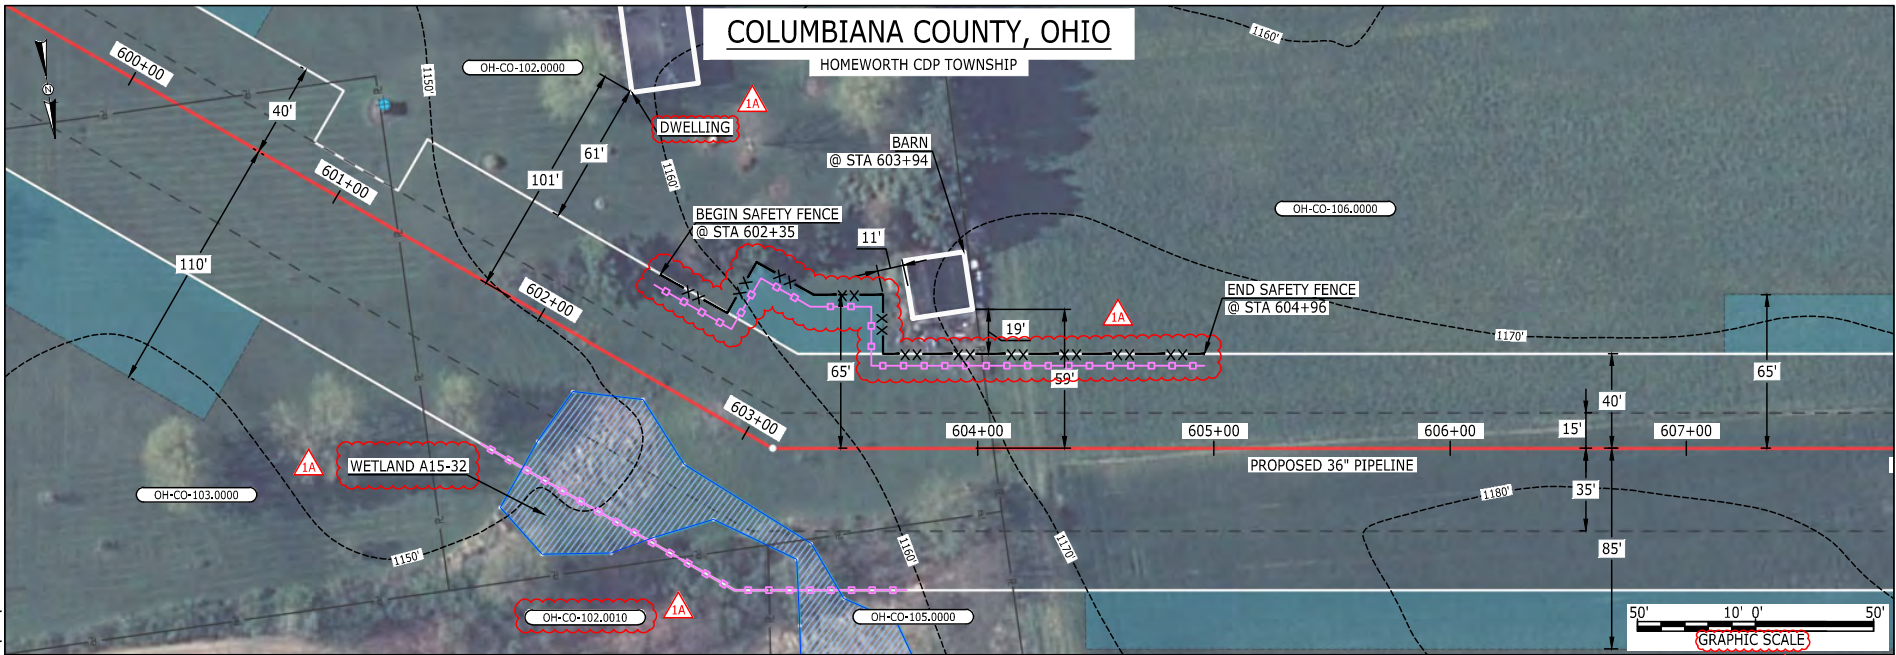 COLUMBIANA COUNTY, OHIO
HOMEWORTH CDP TOWNSHIP
600+00
OH-CO-102.0000
1150'
1160'
40'
1A
DWELLING
BARN
@ STA 603+94
61'
101'
1160'
601+00
BEGIN SAFETY FENCE
@ STA 602+35
11'
OH-CO-106.0000
110'
602+00
END SAFETY FENCE
@ STA 604+96
1A
19'
1170'
65'
59'
65'
40'
603+00
604+00
605+00
606+00
607+00
15'
PROPOSED 36" PIPELINE
1A
WETLAND A15-32
OH-CO-103.0000
35'
1180'
1150'
1160'
1170'
85'
1A
OH-CO-102.0010
OH-CO-105.0000
50' 10' 0' 50'
GRAPHIC SCALE